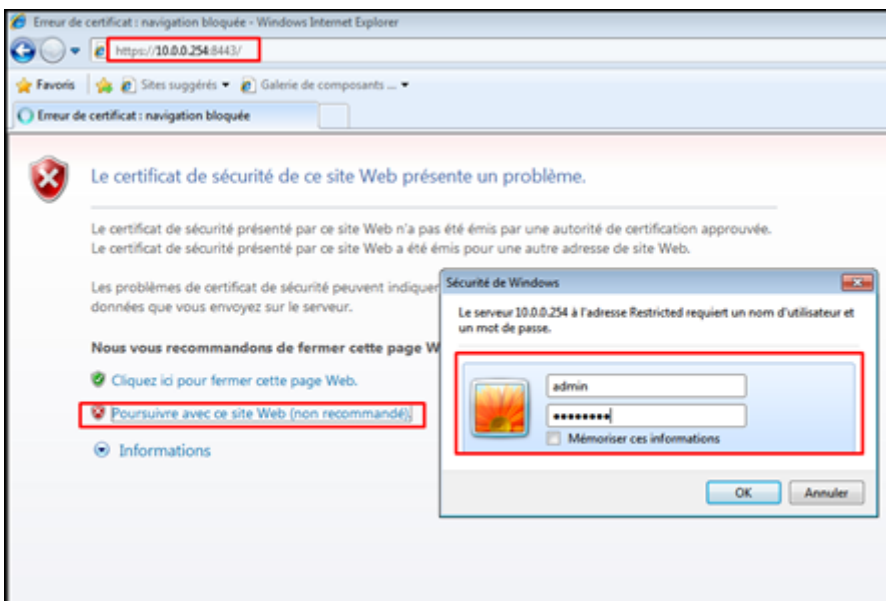 Erreur de certificat : navigation bloquée - Windows Internet Explorer
https://10.0.0.254:8443/
Favoris Sites suggérés Galerie de composants ...
Erreur de certificat : navigation bloquée
Le certificat de sécurité de ce site Web présente un problème.
Le certificat de sécurité présenté par ce site Web n'a pas été émis par une autorité de certification approuvée.
Le certificat de sécurité présenté par ce site Web a été émis pour une autre adresse de site Web.
Les problèmes de certificat de sécurité peuvent indiquer
données que vous envoyez sur le serveur.
Nous vous recommandons de fermer cette page W
Cliquez ici pour fermer cette page Web.
Poursuivre avec ce site Web (non recommandé).
Informations
Sécurité de Windows
Le serveur 10.0.0.254 à l'adresse Restricted requiert un nom d'utilisateur et
un mot de passe.
admin
••••••••
Mémoriser ces informations
OK Annuler